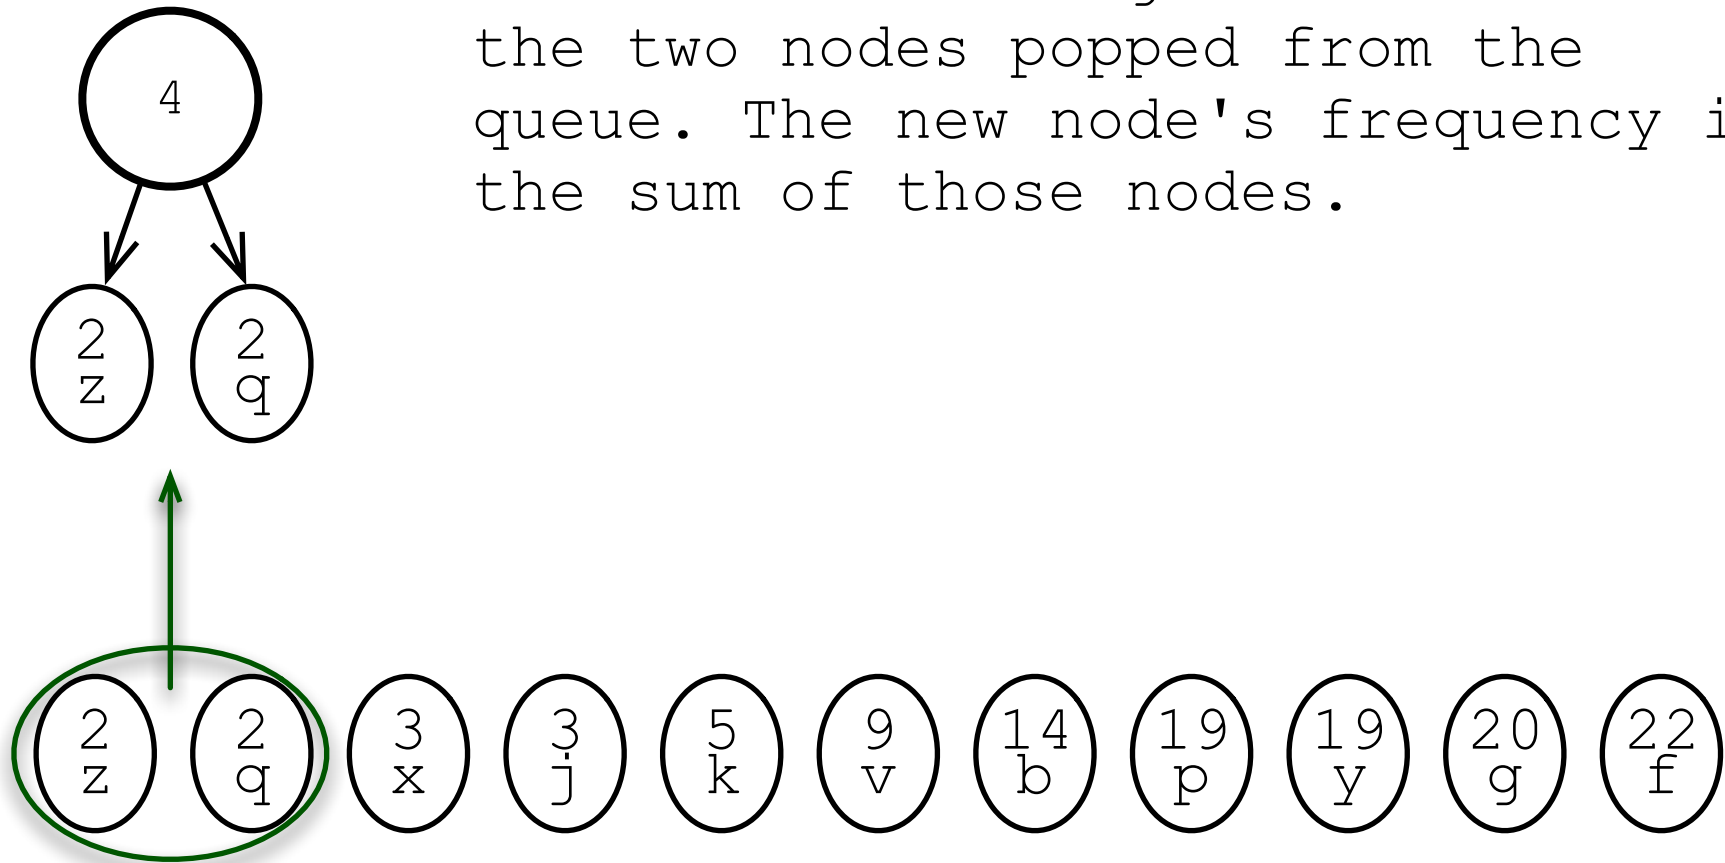 the two nodes popped from the
queue. The new node's frequency i
the sum of those nodes.
4
2 2
z q
2 2 3 3 5 9 14 19 19 20 22
z q x j k v b p y g f